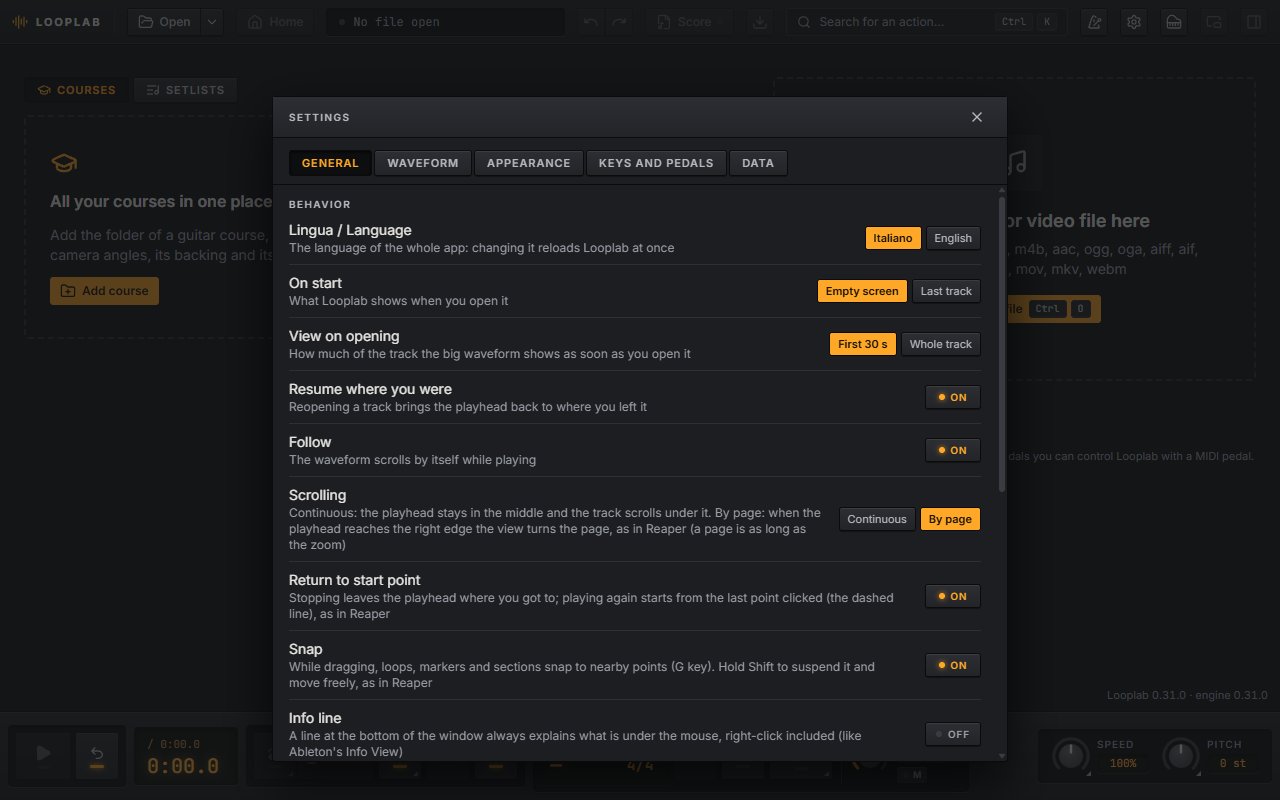 LOOPLAB
Open
Home
No file open
Score
Search for an action...
Ctrl
K
COURSES
SETLISTS
All your courses in one place
Add the folder of a guitar course,
camera angles, its backing and its
Add course
or video file here
m4b, aac, ogg, oga, aiff, aif,
mov, mkv, webm
file
Ctrl
O
dals you can control Looplab with a MIDI pedal.
SETTINGS
GENERAL
WAVEFORM
APPEARANCE
KEYS AND PEDALS
DATA
BEHAVIOR
Lingua / Language
The language of the whole app: changing it reloads Looplab at once
Italiano
English
On start
What Looplab shows when you open it
Empty screen
Last track
View on opening
How much of the track the big waveform shows as soon as you open it
First 30 s
Whole track
Resume where you were
Reopening a track brings the playhead back to where you left it
ON
Follow
The waveform scrolls by itself while playing
ON
Scrolling
Continuous: the playhead stays in the middle and the track scrolls under it. By page: when the
playhead reaches the right edge the view turns the page, as in Reaper (a page is as long as
the zoom)
Continuous
By page
Return to start point
Stopping leaves the playhead where you got to; playing again starts from the last point clicked (the dashed
line), as in Reaper
ON
Snap
While dragging, loops, markers and sections snap to nearby points (G key). Hold Shift to suspend it and
move freely, as in Reaper
ON
Info line
A line at the bottom of the window always explains what is under the mouse, right-click included (like
Ableton's Info View)
OFF
Looplab 0.31.0 · engine 0.31.0
/ 0:00.0
0:00.0
4/4
M
SPEED
100%
PITCH
0 st